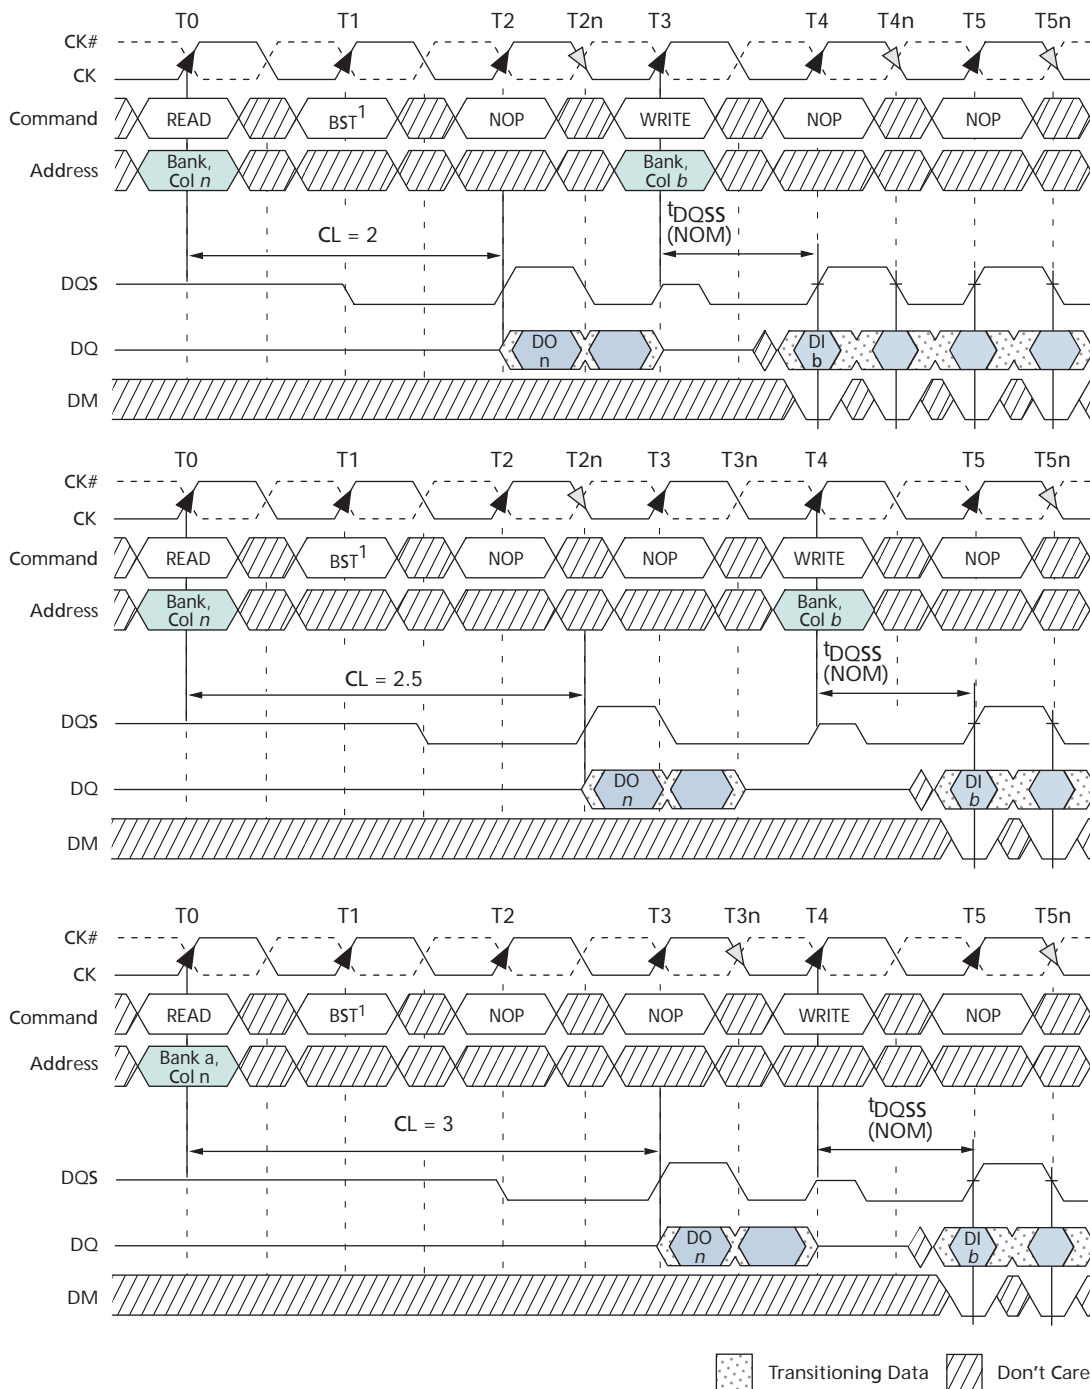 T0 T1 T2 T2n T3 T4 T4n T5 T5n
CK#
CK
Command READ BST1 NOP WRITE NOP NOP
Address Bank, Col n Bank, Col b
CL = 2 tDQSS (NOM)
DQS
DQ DO n DI b
DM
T0 T1 T2 T2n T3 T3n T4 T5 T5n
CK#
CK
Command READ BST1 NOP NOP WRITE NOP
Address Bank, Col n Bank, Col b
CL = 2.5 tDQSS (NOM)
DQS
DQ DO n DI b
DM
T0 T1 T2 T3 T3n T4 T5 T5n
CK#
CK
Command READ BST1 NOP NOP WRITE NOP
Address Bank a, Col n
CL = 3 tDQSS (NOM)
DQS
DQ DO n DI b
DM
Transitioning Data Don't Care